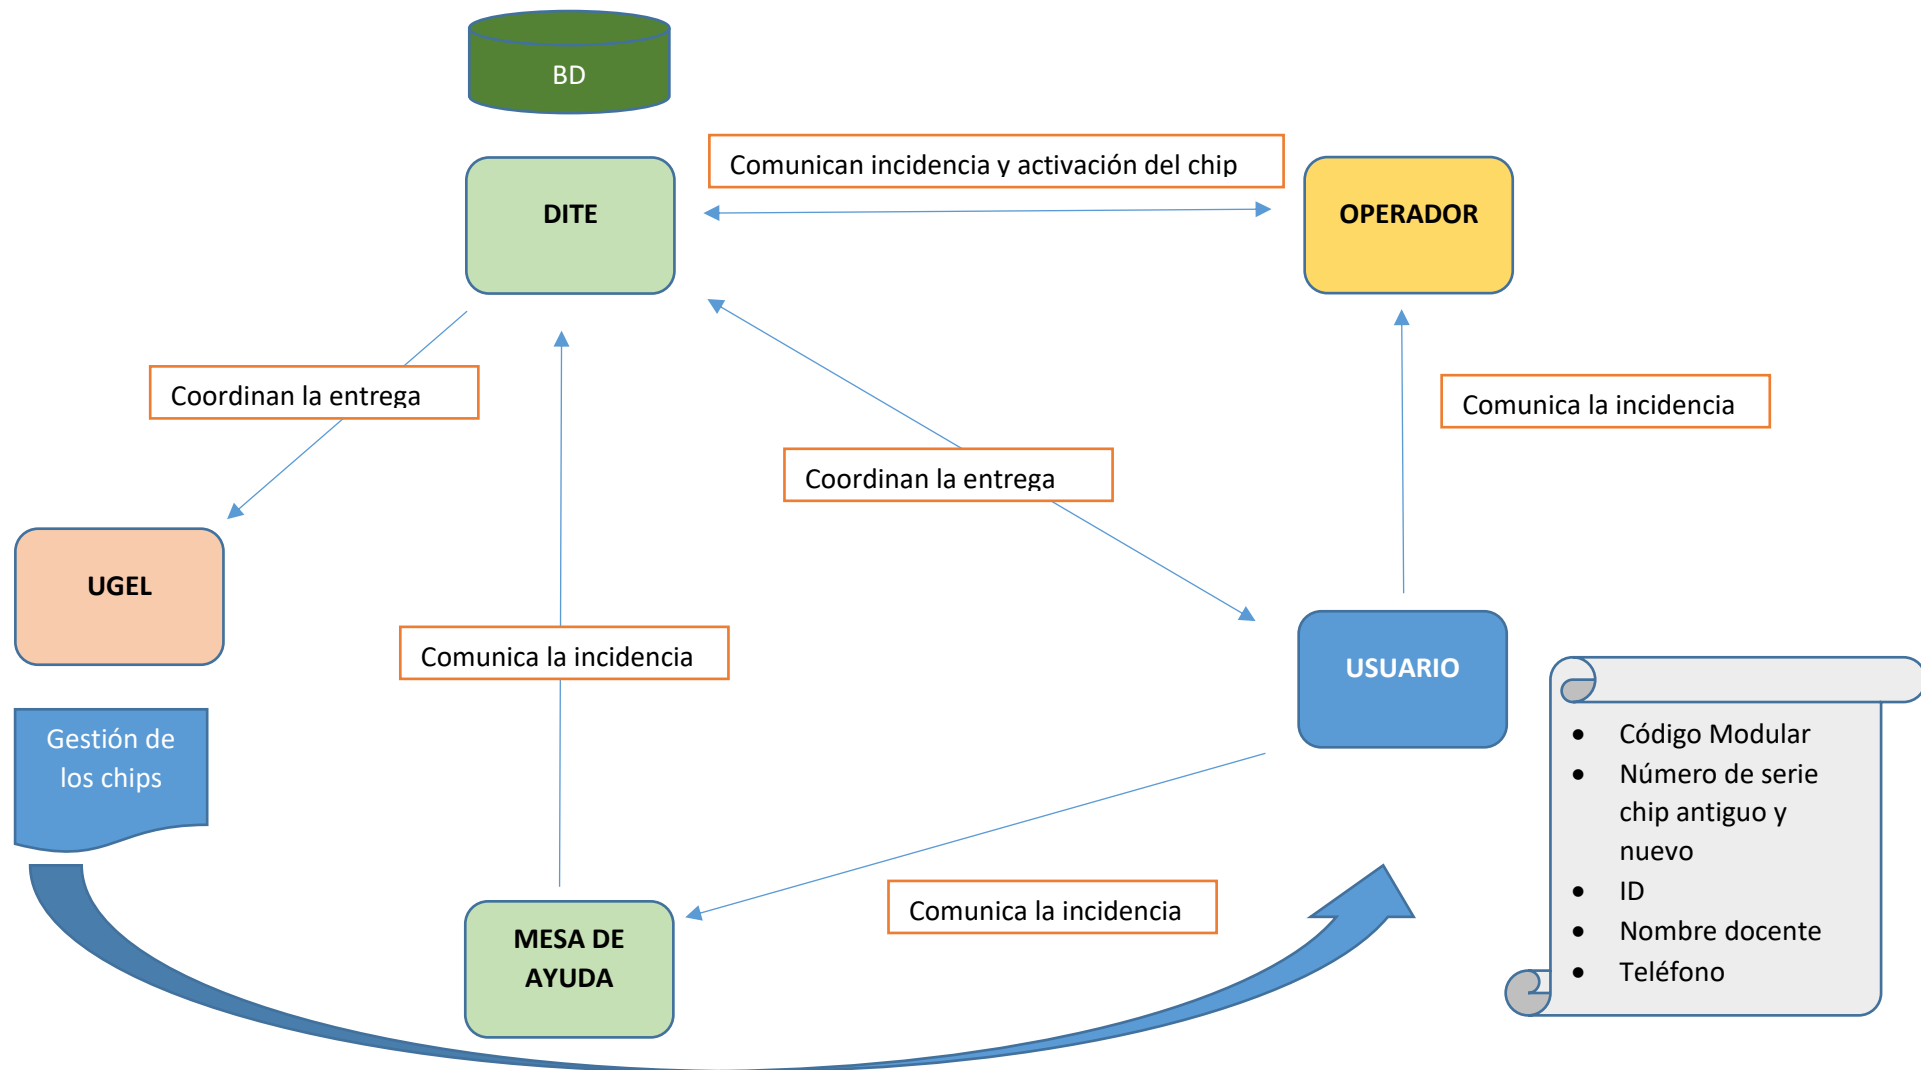 BD
Comunican incidencia y activación del chip
DITE
OPERADOR
Coordinan la entrega
Comunica la incidencia
Coordinan la entrega
UGEL
Comunica la incidencia
USUARIO
Gestión de
los chips
• Código Modular
• Número de serie
chip antiguo y
nuevo
• ID
• Nombre docente
• Teléfono
Comunica la incidencia
MESA DE
AYUDA